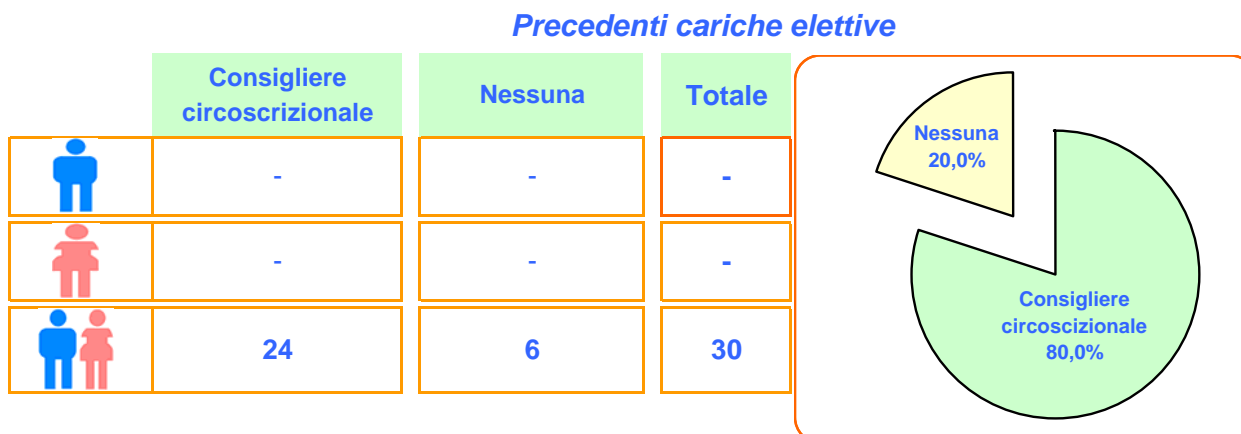 Precedenti cariche elettive
Consigliere
circoscrizionale
Nessuna
Totale
-
-
-
-
-
-
24
6
30
Nessuna
20,0%
Consigliere
circoscizionale
80,0%